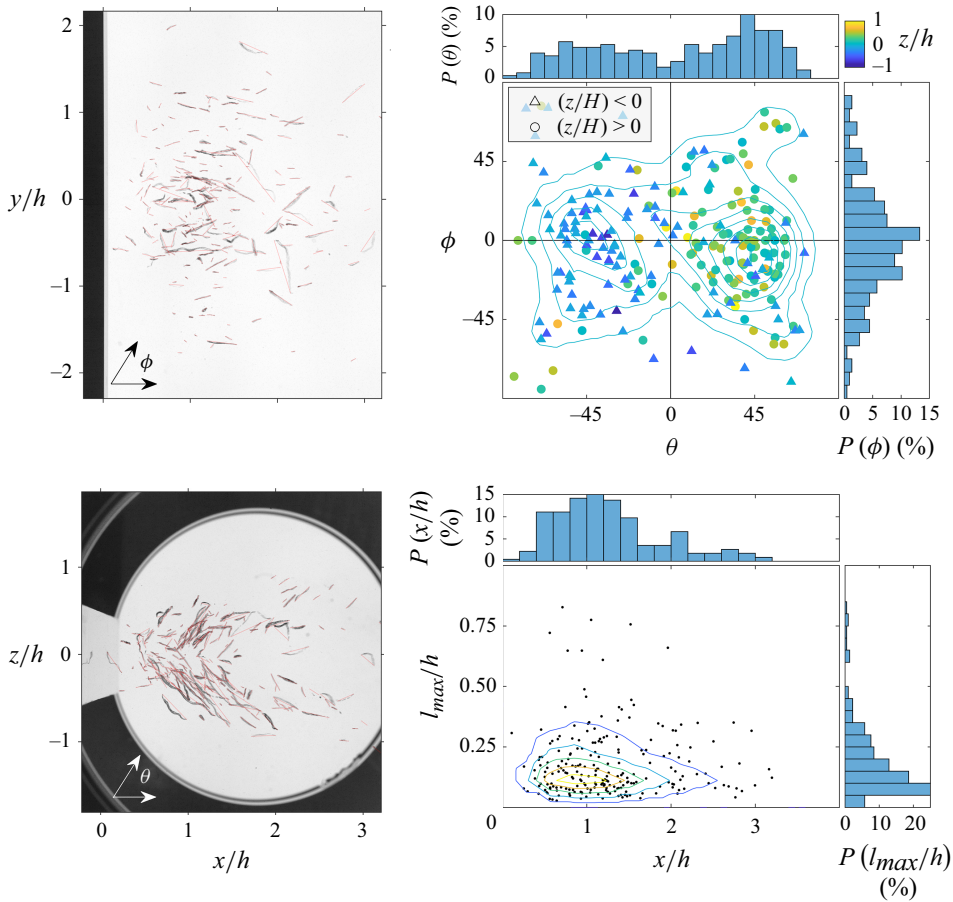 2
1
y/h 0
−1
−2
ϕ
P (θ) (%)
10
5
0
1
0
−1
z/h
(z/H) < 0
(z/H) > 0
45
ϕ 0
−45
−45 0 45
θ
0 5 10 15
P (ϕ) (%)
1
z/h 0
−1
θ
0 1 2 3
x/h
P (x/h)
(%)
15
10
5
0
0.75
l_max/h 0.50
0.25
0 1 2 3
x/h
0 10 20
P (l_max/h)
(%)